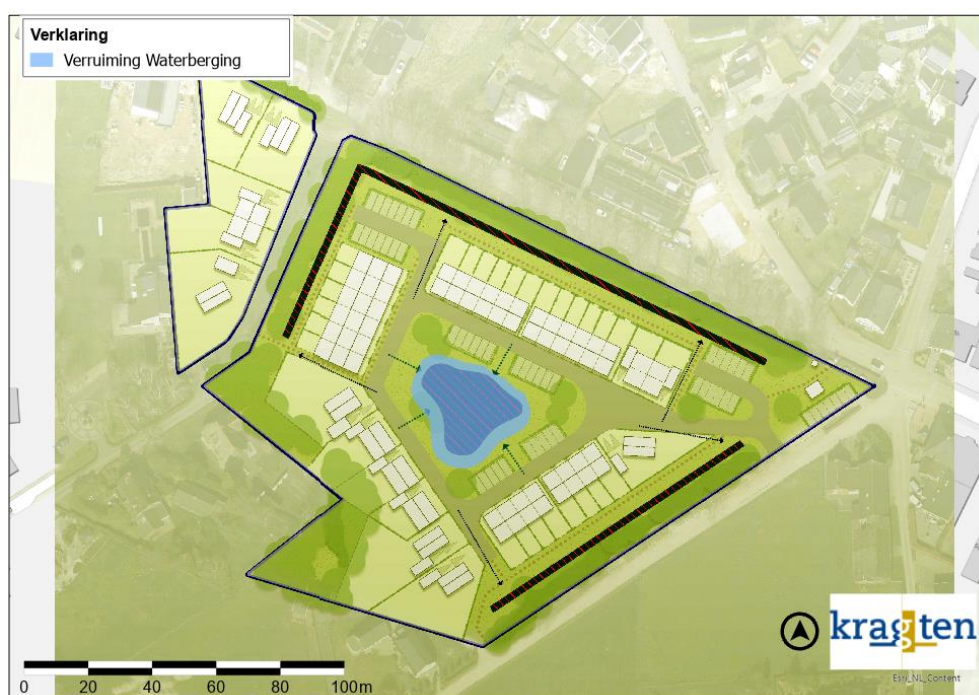 Verklaring
Verruiming Waterberging
kragten
0 20 40 60 80 100m
Esri_NL_Content